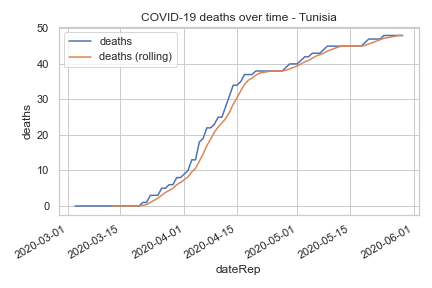 COVID-19 deaths over time - Tunisia
deaths
deaths (rolling)
50
40
30
20
10
0
deaths
2020-03-01
2020-03-15
2020-04-01
2020-04-15
2020-05-01
2020-05-15
2020-06-01
dateRep